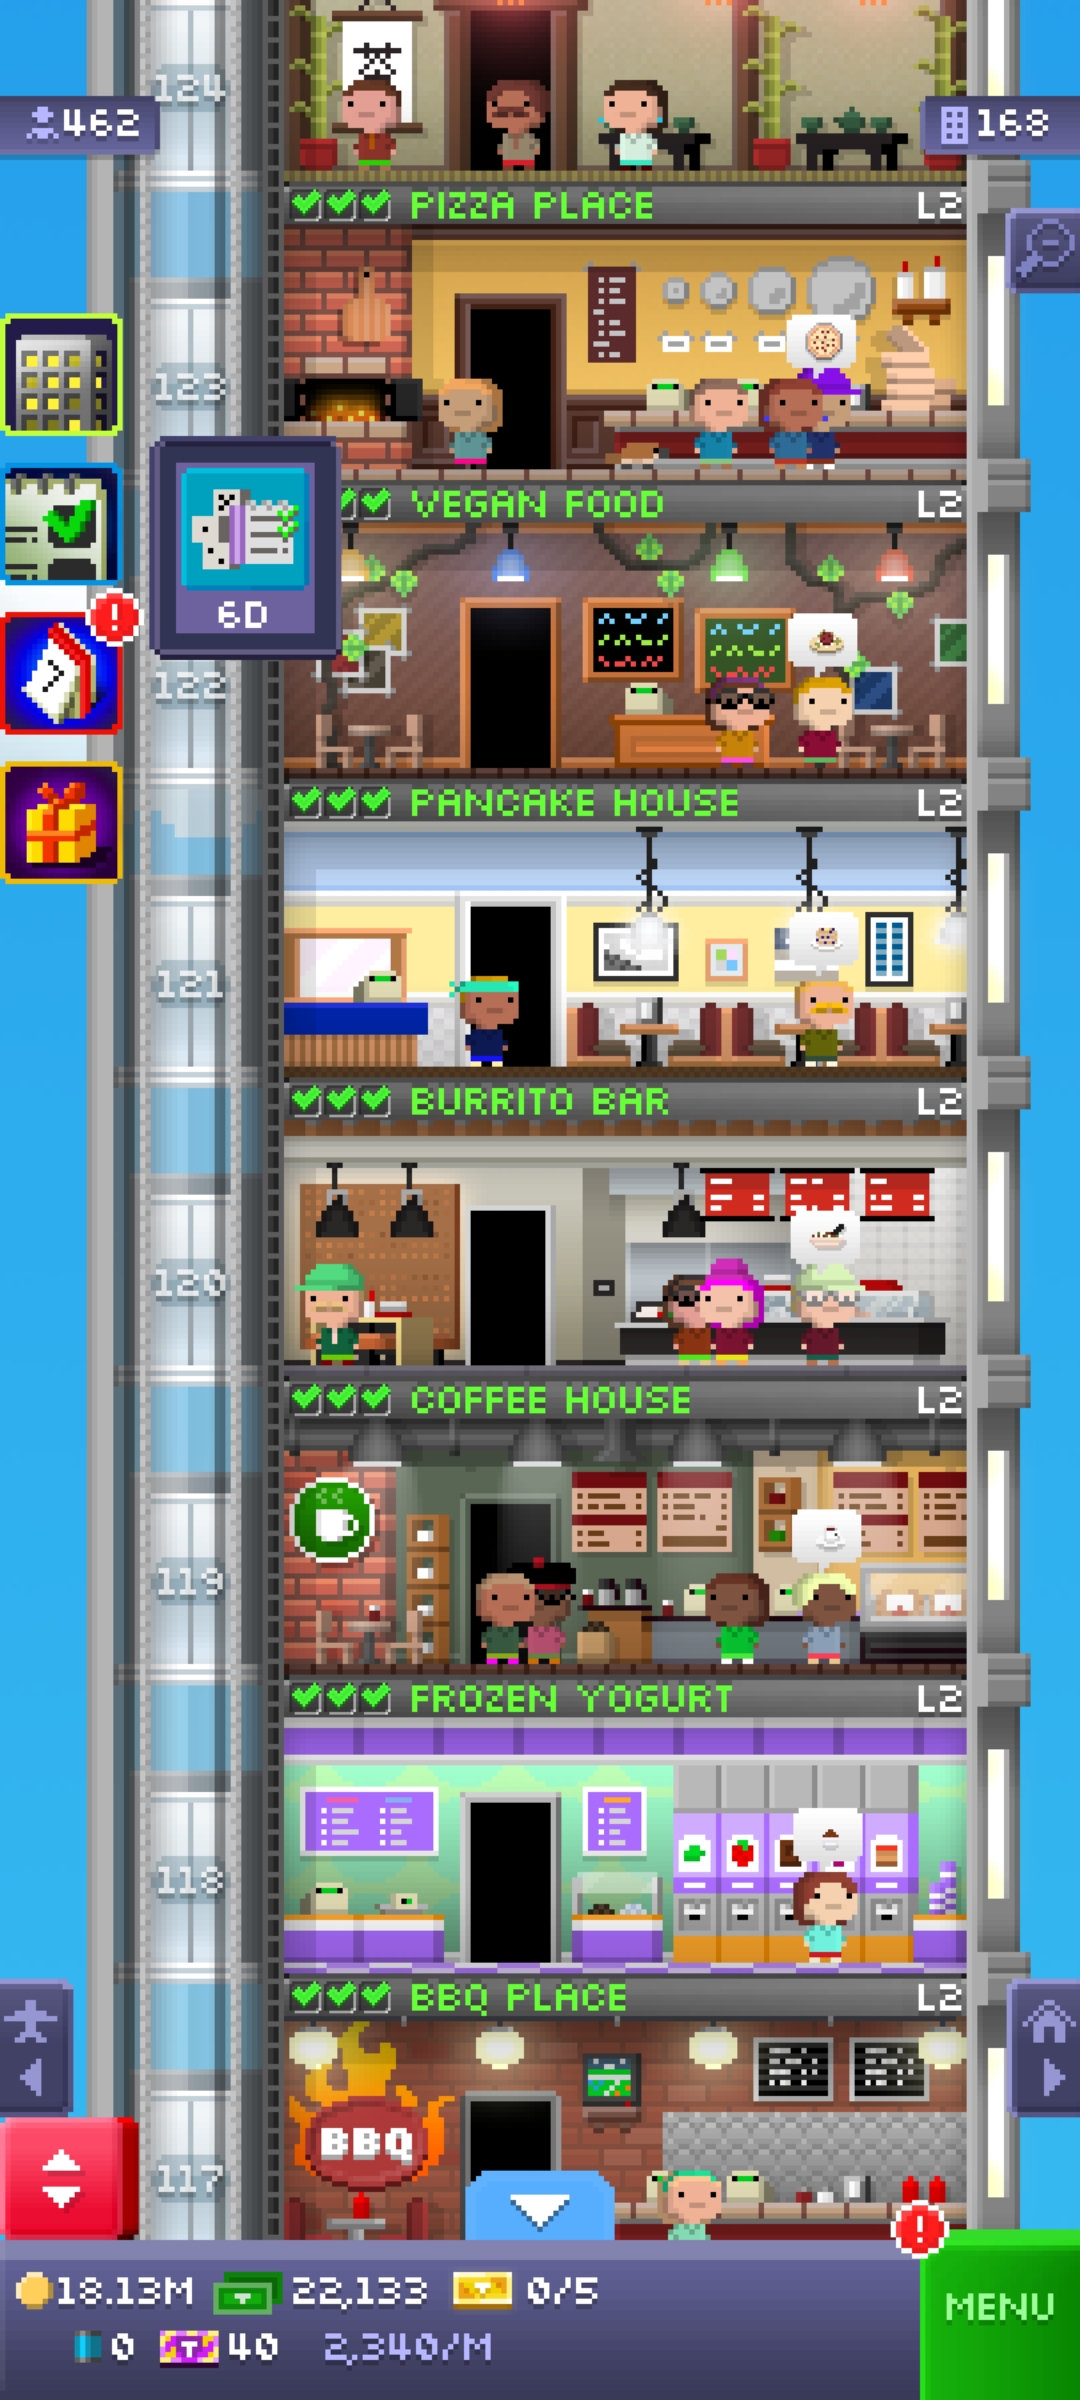 124
462
168
PIZZA PLACE L2
123
VEGAN FOOD L2
6D
7
122
PANCAKE HOUSE L2
121
BURRITO BAR L2
120
COFFEE HOUSE L2
119
FROZEN YOGURT L2
118
BBQ PLACE L2
BBQ
117
18.13M 22,133 0/5
MENU
0 T 40 2,340/M